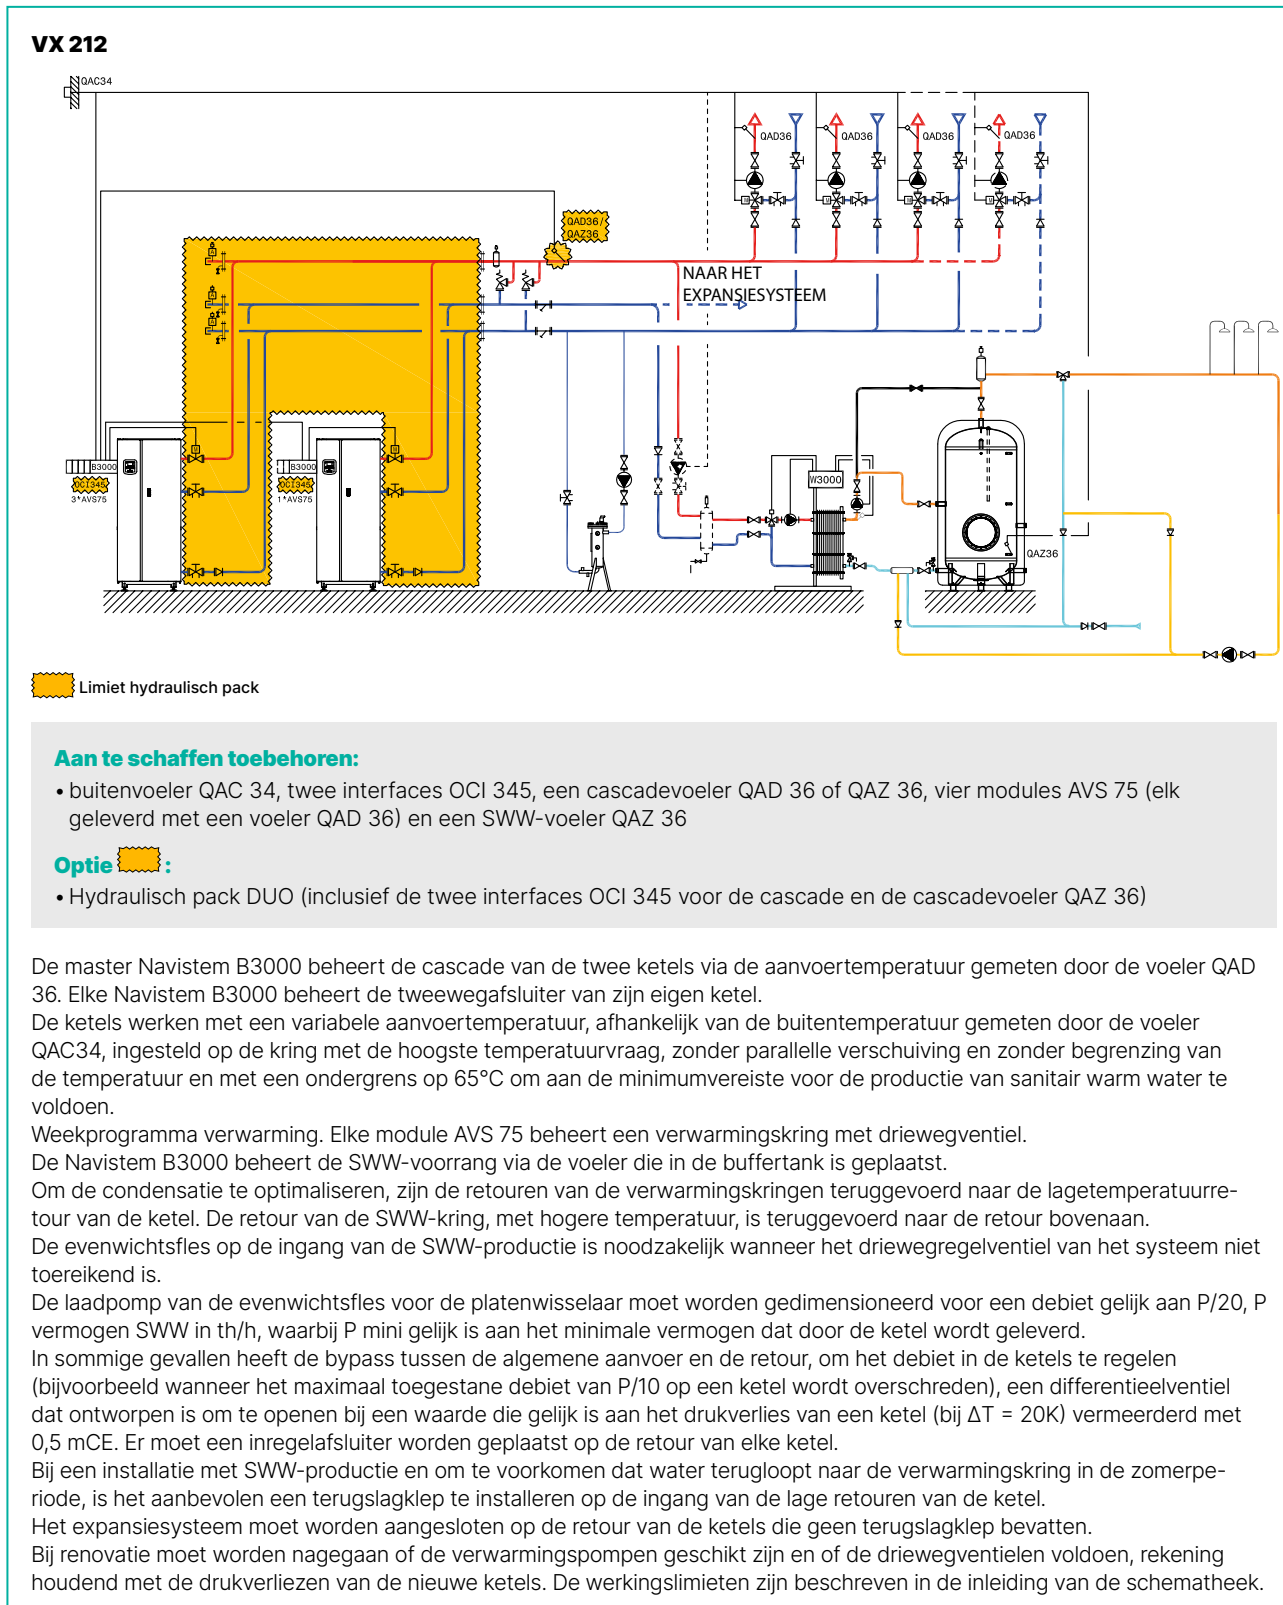 VX 212
QAC34
QAD36
QAD36
QAD36
QAD36
QAD36 /
QAZ36
NAAR HET
EXPANSIESYSTEEM
B3000
OCI345
3*AVS75
B3000
OCI345
1*AVS75
W3000
QAZ36
Limiet hydraulisch pack
Aan te schaffen toebehoren:
• buitenvoeler QAC 34, twee interfaces OCI 345, een cascadevoeler QAD 36 of QAZ 36, vier modules AVS 75 (elk
geleverd met een voeler QAD 36) en een SWW-voeler QAZ 36
Optie :
• Hydraulisch pack DUO (inclusief de twee interfaces OCI 345 voor de cascade en de cascadevoeler QAZ 36)
De master Navistem B3000 beheert de cascade van de twee ketels via de aanvoertemperatuur gemeten door de voeler QAD
36. Elke Navistem B3000 beheert de tweewegafsluiter van zijn eigen ketel.
De ketels werken met een variabele aanvoertemperatuur, afhankelijk van de buitentemperatuur gemeten door de voeler
QAC34, ingesteld op de kring met de hoogste temperatuurvraag, zonder parallelle verschuiving en zonder begrenzing van
de temperatuur en met een ondergrens op 65°C om aan de minimumvereiste voor de productie van sanitair warm water te
voldoen.
Weekprogramma verwarming. Elke module AVS 75 beheert een verwarmingskring met driewegventiel.
De Navistem B3000 beheert de SWW-voorrang via de voeler die in de buffertank is geplaatst.
Om de condensatie te optimaliseren, zijn de retouren van de verwarmingskringen teruggevoerd naar de lagetemperatuurre-
tour van de ketel. De retour van de SWW-kring, met hogere temperatuur, is teruggevoerd naar de retour bovenaan.
De evenwichtsfles op de ingang van de SWW-productie is noodzakelijk wanneer het driewegregelventiel van het systeem niet
toereikend is.
De laadpomp van de evenwichtsfles voor de platenwisselaar moet worden gedimensioneerd voor een debiet gelijk aan P/20, P
vermogen SWW in th/h, waarbij P mini gelijk is aan het minimale vermogen dat door de ketel wordt geleverd.
In sommige gevallen heeft de bypass tussen de algemene aanvoer en de retour, om het debiet in de ketels te regelen
(bijvoorbeeld wanneer het maximaal toegestane debiet van P/10 op een ketel wordt overschreden), een differentieelventiel
dat ontworpen is om te openen bij een waarde die gelijk is aan het drukverlies van een ketel (bij ΔT = 20K) vermeerderd met
0,5 mCE. Er moet een inregelafsluiter worden geplaatst op de retour van elke ketel.
Bij een installatie met SWW-productie en om te voorkomen dat water terugloopt naar de verwarmingskring in de zomerpe-
riode, is het aanbevolen een terugslagklep te installeren op de ingang van de lage retouren van de ketel.
Het expansiesysteem moet worden aangesloten op de retour van de ketels die geen terugslagklep bevatten.
Bij renovatie moet worden nagegaan of de verwarmingspompen geschikt zijn en of de driewegventielen voldoen, rekening
houdend met de drukverliezen van de nieuwe ketels. De werkingslimieten zijn beschreven in de inleiding van de schematheek.